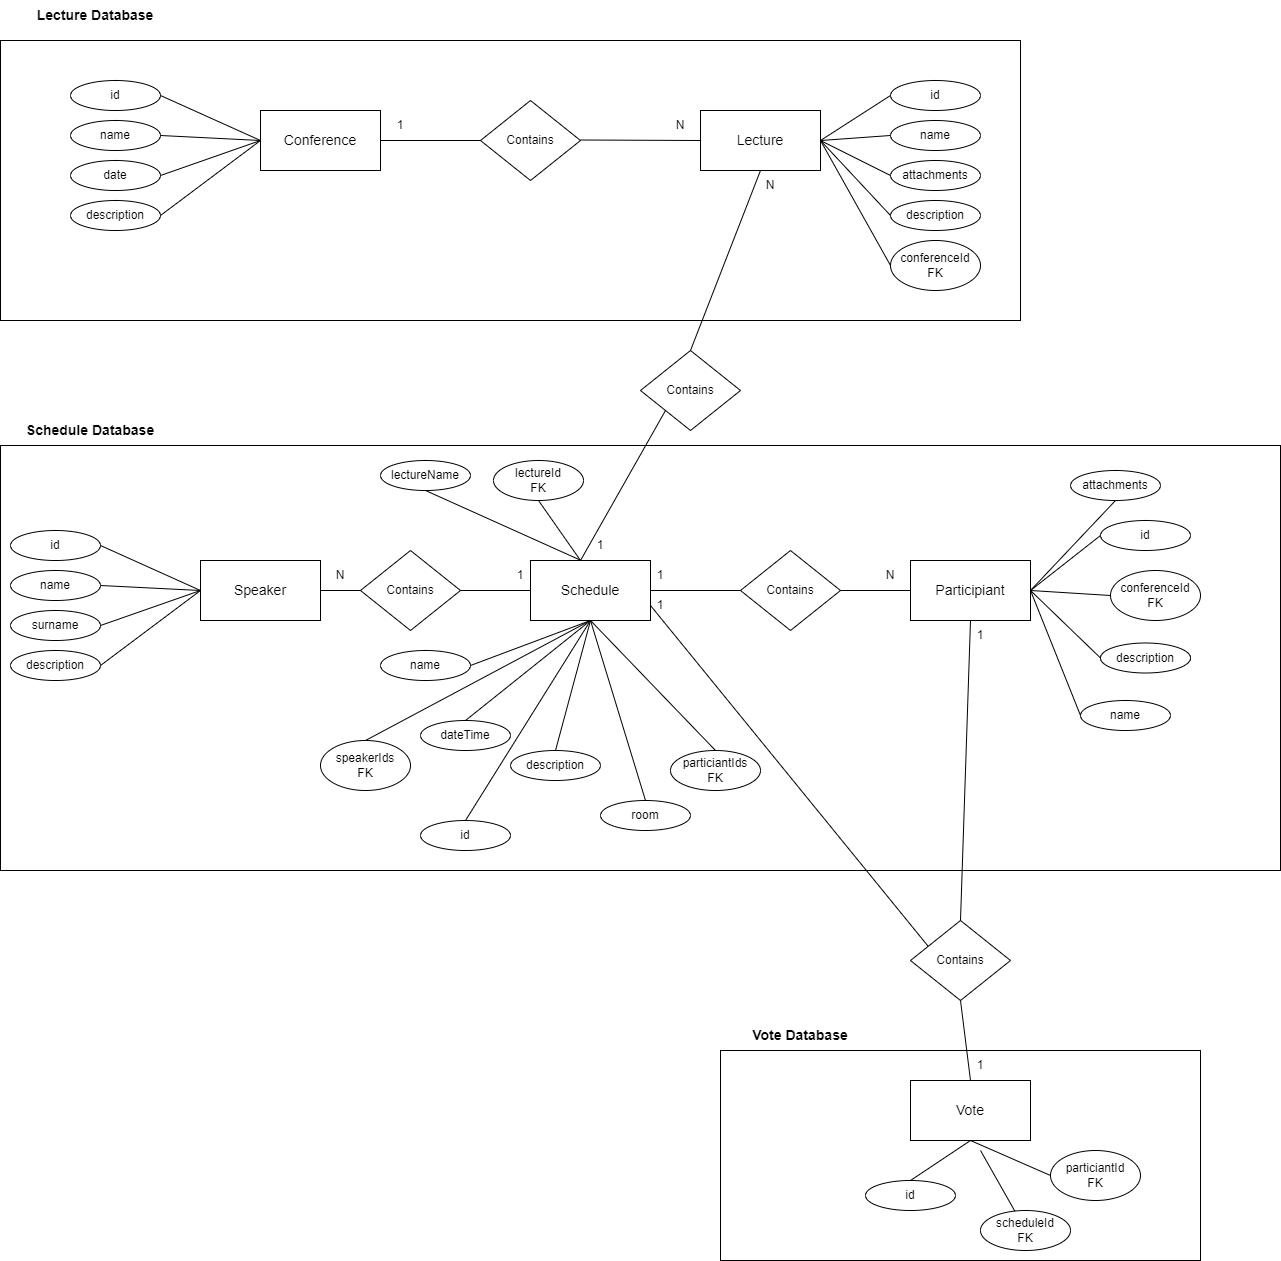 Lecture Database
id
name
date
description
Conference
1
Contains
N
Lecture
N
id
name
attachments
description
conferenceId
FK
Contains
Schedule Database
lectureName
lectureId
FK
1
id
name
surname
description
Speaker
N
Contains
1
Schedule
1
1
Contains
N
Participiant
1
attachments
id
conferenceId
FK
description
name
name
speakerIds
FK
dateTime
id
description
room
particiantIds
FK
Contains
Vote Database
1
Vote
id
scheduleId
FK
particiantId
FK